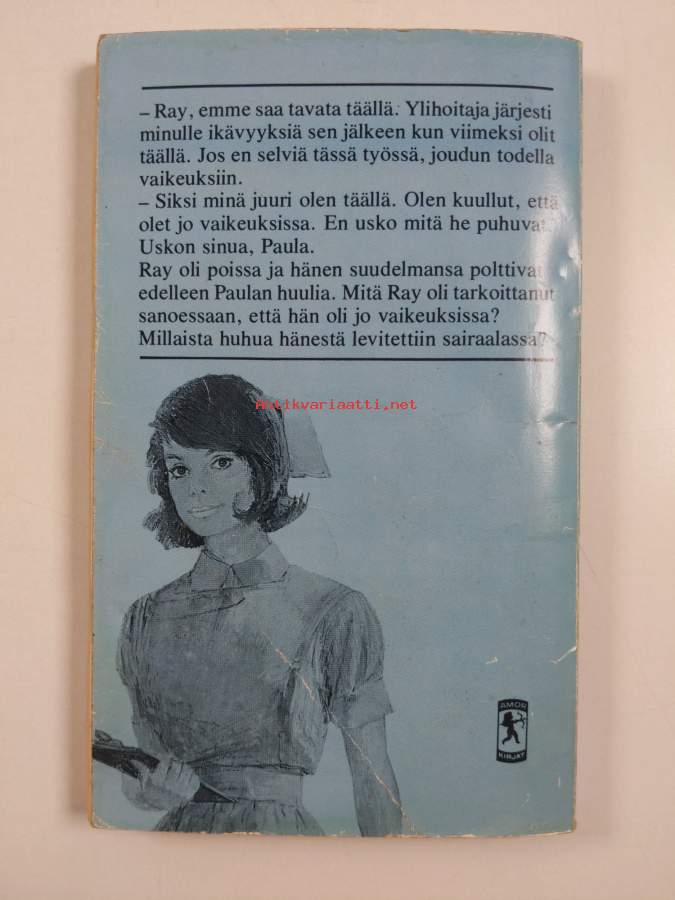 – Ray, emme saa tavata täällä. Ylihoitaja järjesti
minulle ikävyyksiä sen jälkeen kun viimeksi olit
täällä. Jos en selviä tässä työssä, joudun todella
vaikeuksiin.
– Siksi minä juuri olen täällä. Olen kuullut, että
olet jo vaikeuksissa. En usko mitä he puhuvat.
Uskon sinua, Paula.
Ray oli poissa ja hänen suudelmansa polttivat
edelleen Paulan huulia. Mitä Ray oli tarkoittanut
sanoessaan, että hän oli jo vaikeuksissa?
Millaista huhua hänestä levitettiin sairaalassa?
Antikvariaatti.net
AMOR
KIRJAT